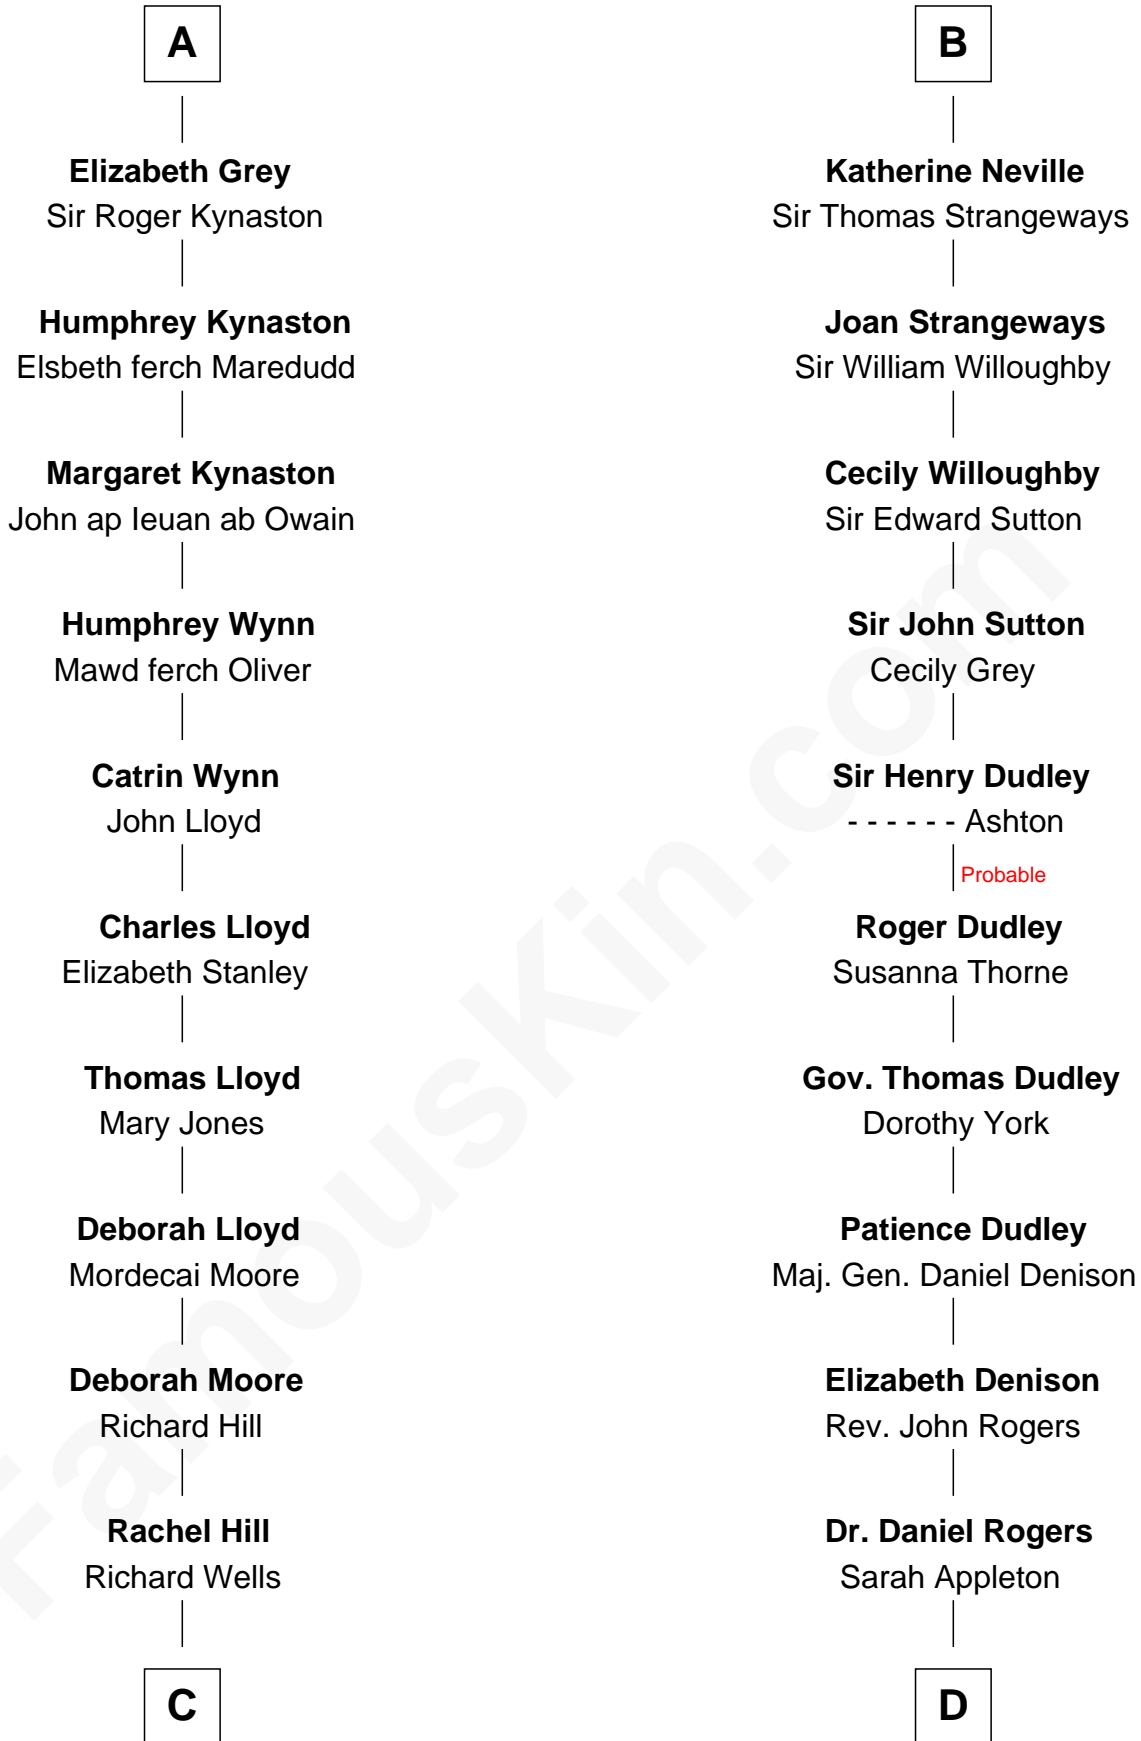 A
Elizabeth Grey
Sir Roger Kynaston
Humphrey Kynaston
Elsbeth ferch Maredudd
Margaret Kynaston
John ap Ieuan ab Owain
Humphrey Wynn
Mawd ferch Oliver
Catrin Wynn
John Lloyd
Charles Lloyd
Elizabeth Stanley
Thomas Lloyd
Mary Jones
Deborah Lloyd
Mordecai Moore
Deborah Moore
Richard Hill
Rachel Hill
Richard Wells
C
B
Katherine Neville
Sir Thomas Strangeways
Joan Strangeways
Sir William Willoughby
Cecily Willoughby
Sir Edward Sutton
Sir John Sutton
Cecily Grey
Sir Henry Dudley
- - - - - - Ashton
Probable
Roger Dudley
Susanna Thorne
Gov. Thomas Dudley
Dorothy York
Patience Dudley
Maj. Gen. Daniel Denison
Elizabeth Denison
Rev. John Rogers
Dr. Daniel Rogers
Sarah Appleton
D
FamousKin.com